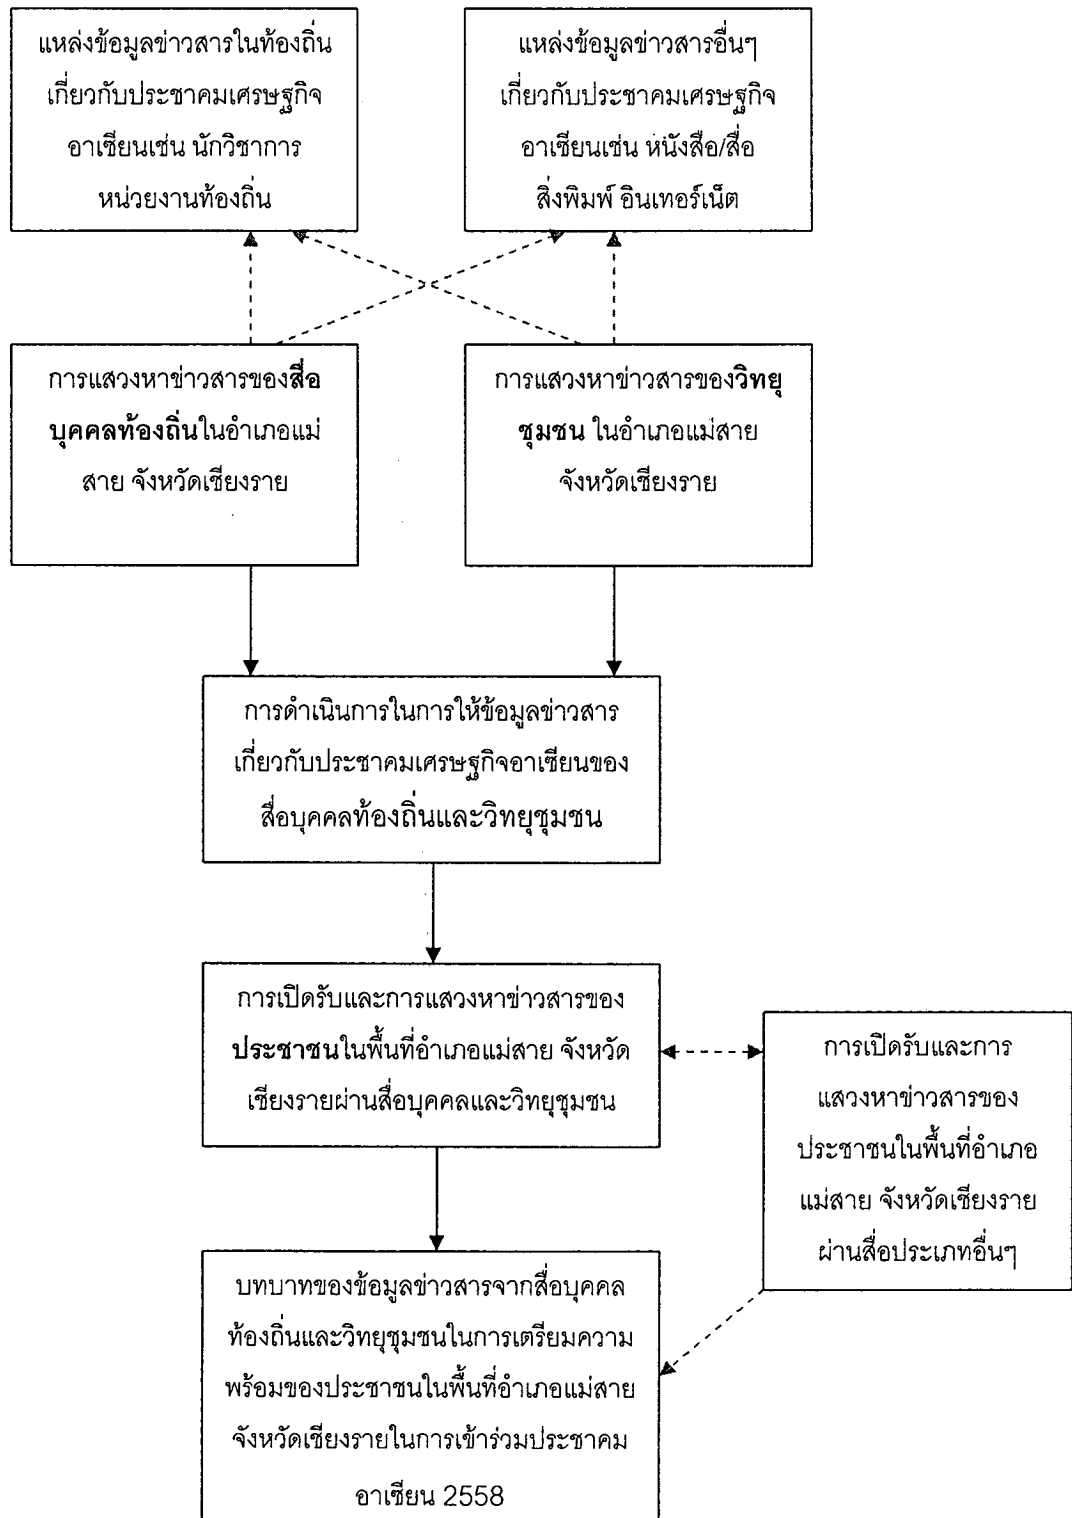 แหล่งข้อมูลข่าวสารในท้องถิ่น
เกี่ยวกับประชาคมเศรษฐกิจ
อาเซียนเช่น นักวิชาการ
หน่วยงานท้องถิ่น
แหล่งข้อมูลข่าวสารอื่นๆ
เกี่ยวกับประชาคมเศรษฐกิจ
อาเซียนเช่น หนังสือ/สื่อ
สิ่งพิมพ์ อินเทอร์เน็ต
การแสวงหาข่าวสารของสื่อ
บุคคลท้องถิ่นในอำเภอแม่
สาย จังหวัดเชียงราย
การแสวงหาข่าวสารของวิทยุ
ชุมชน ในอำเภอแม่สาย
จังหวัดเชียงราย
การดำเนินการในการให้ข้อมูลข่าวสาร
เกี่ยวกับประชาคมเศรษฐกิจอาเซียนของ
สื่อบุคคลท้องถิ่นและวิทยุชุมชน
การเปิดรับและการแสวงหาข่าวสารของ
ประชาชนในพื้นที่อำเภอแม่สาย จังหวัด
เชียงรายผ่านสื่อบุคคลและวิทยุชุมชน
การเปิดรับและการ
แสวงหาข่าวสารของ
ประชาชนในพื้นที่อำเภอ
แม่สาย จังหวัดเชียงราย
ผ่านสื่อประเภทอื่นๆ
บทบาทของข้อมูลข่าวสารจากสื่อบุคคล
ท้องถิ่นและวิทยุชุมชนในการเตรียมความ
พร้อมของประชาชนในพื้นที่อำเภอแม่สาย
จังหวัดเชียงรายในการเข้าร่วมประชาคม
อาเซียน 2558